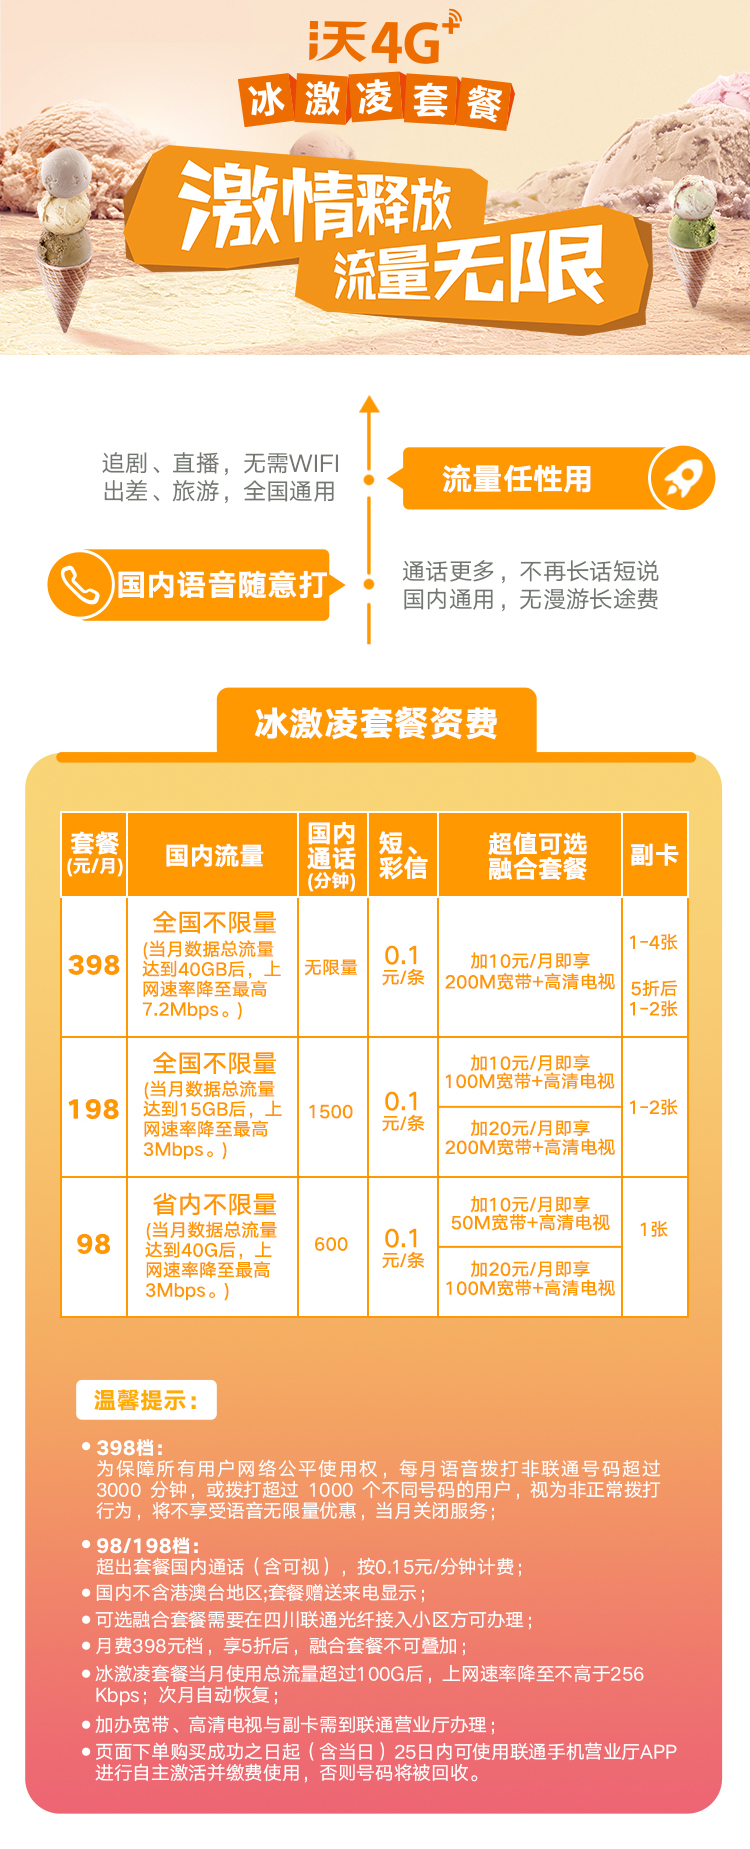 沃4G+
冰激凌套餐
激情释放
流量无限
追剧、直播，无需WIFI
出差、旅游，全国通用
流量任性用
国内语音随意打
通话更多，不再长话短说
国内通用，无漫游长途费
冰激凌套餐资费
套餐
(元/月)
国内流量
国内
通话
(分钟)
短、
彩信
超值可选
融合套餐
副卡
398
全国不限量
(当月数据总流量
达到40GB后，上
网速率降至最高
7.2Mbps。)
无限量
0.1
元/条
加10元/月即享
200M宽带+高清电视
1-4张
5折后
1-2张
198
全国不限量
(当月数据总流量
达到15GB后，上
网速率降至最高
3Mbps。)
1500
0.1
元/条
加10元/月即享
100M宽带+高清电视
加20元/月即享
200M宽带+高清电视
1-2张
98
省内不限量
(当月数据总流量
达到40G后，上
网速率降至最高
3Mbps。)
600
0.1
元/条
加10元/月即享
50M宽带+高清电视
加20元/月即享
100M宽带+高清电视
1张
温馨提示：
●398档：
为保障所有用户网络公平使用权，每月语音拨打非联通号码超过
3000 分钟，或拨打超过 1000 个不同号码的用户，视为非正常拨打
行为，将不享受语音无限量优惠，当月关闭服务；
●98/198档：
超出套餐国内通话（含可视），按0.15元/分钟计费；
●国内不含港澳台地区;套餐赠送来电显示；
●可选融合套餐需要在四川联通光纤接入小区方可办理；
●月费398元档，享5折后，融合套餐不可叠加；
●冰激凌套餐当月使用总流量超过100G后，上网速率降至不高于256
Kbps；次月自动恢复；
●加办宽带、高清电视与副卡需到联通营业厅办理；
●页面下单购买成功之日起（含当日）25日内可使用联通手机营业厅APP
进行自主激活并缴费使用，否则号码将被回收。